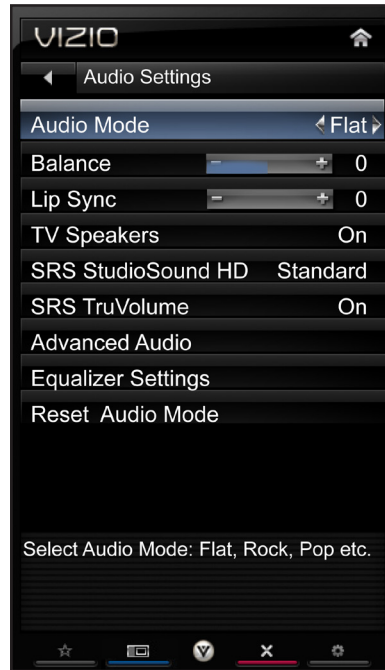 VIZIO
Audio Settings
Audio Mode Flat
Balance - + 0
Lip Sync - + 0
TV Speakers On
SRS StudioSound HD Standard
SRS TruVolume On
Advanced Audio
Equalizer Settings
Reset Audio Mode
Select Audio Mode: Flat, Rock, Pop etc.
V